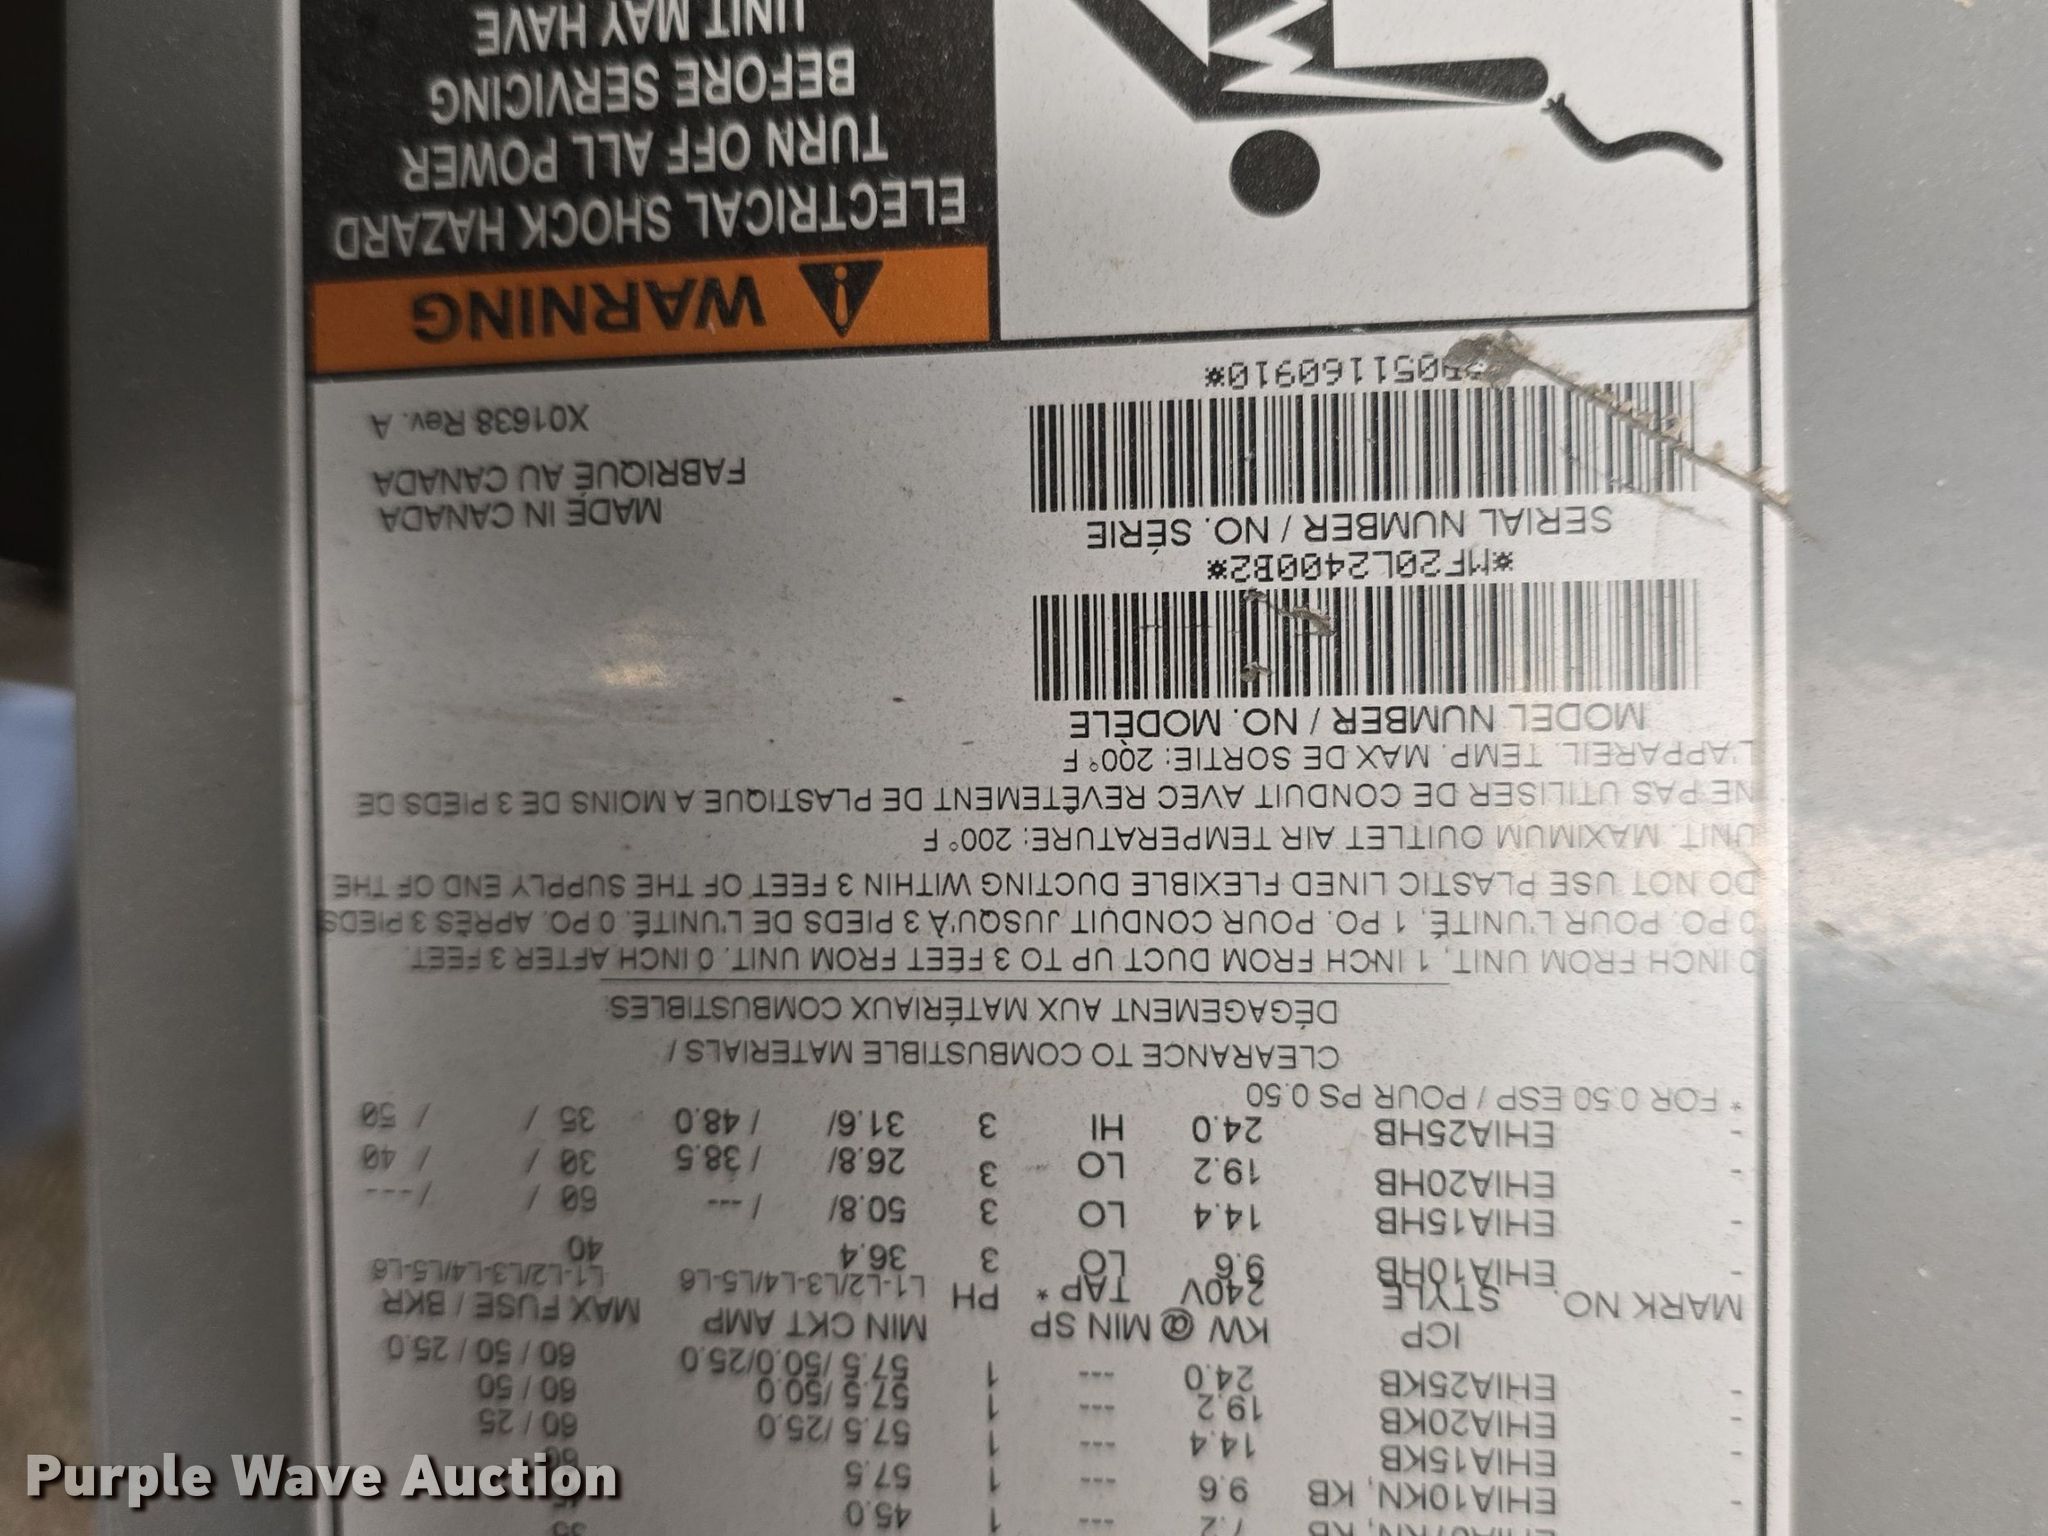 7.2 --- 1 45.0
- EHIA10KN, KB 9.6 --- 1 57.5
- EHIA15KB 14.4 --- 1 57.5 /25.0 60 / 25
- EHIA20KB 19.2 --- 1 57.5 /50.0 60 / 50
- EHIA25KB 24.0 --- 1 57.5 /50.0/25.0 60 / 50 / 25.0
ICP KW @ MIN SP MIN CKT AMP MAX FUSE / BKR
MARK NO STYLE 240V TAP * PH L1-L2/L3-L4/L5-L6 L1-L2/L3-L4/L5-L6
- EHIA10HB 9.6 LO 3 36.4 40
- EHIA15HB 14.4 LO 3 50.8/ / --- 60 / /---
- EHIA20HB 19.2 LO 3 26.8/ / 38.5 30 / / 40
- EHIA25HB 24.0 HI 3 31.6/ / 48.0 35 / / 50
* FOR 0.50 ESP / POUR PS 0.50
CLEARANCE TO COMBUSTIBLE MATERIALS /
DÉGAGEMENT AUX MATÉRIAUX COMBUSTIBLES:
0 INCH FROM UNIT, 1 INCH FROM DUCT UP TO 3 FEET FROM UNIT. 0 INCH AFTER 3 FEET.
0 PO. POUR L'UNITÉ, 1 PO. POUR CONDUIT JUSQU'À 3 PIEDS DE L'UNITÉ. 0 PO. APRÈS 3 PIEDS
DO NOT USE PLASTIC LINED FLEXIBLE DUCTING WITHIN 3 FEET OF THE SUPPLY END OF THE
UNIT. MAXIMUM OUTLET AIR TEMPERATURE: 200° F
NE PAS UTILISER DE CONDUIT AVEC REVÊTEMENT DE PLASTIQUE A MOINS DE 3 PIEDS DE
L'APPAREIL. TEMP. MAX DE SORTIE: 200° F
MODEL NUMBER / NO. MODÈLE
*MF20L2400B2*
SERIAL NUMBER / NO. SÉRIE
MADE IN CANADA
FABRIQUÉ AU CANADA
X01638 Rev. A
WARNING
ELECTRICAL SHOCK HAZARD
TURN OFF ALL POWER
BEFORE SERVICING
UNIT MAY HAVE
Purple Wave Auction